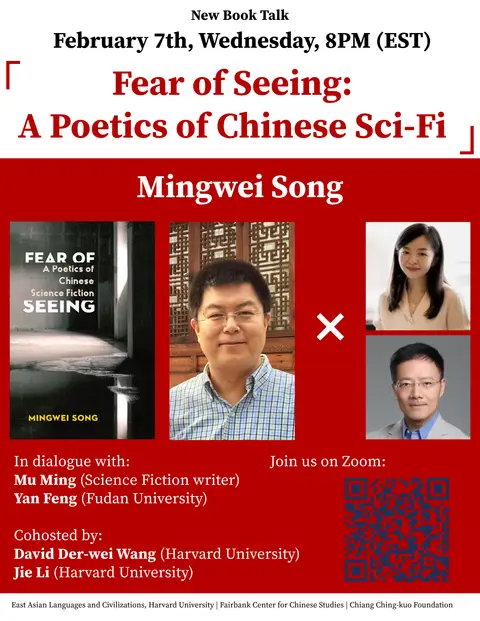 New Book Talk
February 7th, Wednesday, 8PM (EST)
「Fear of Seeing:
A Poetics of Chinese Sci-Fi」
Mingwei Song
FEAR OF
A Poetics of
Chinese
Science Fiction
SEEING
MINGWEI SONG
×
In dialogue with:
Mu Ming (Science Fiction writer)
Yan Feng (Fudan University)
Join us on Zoom:
Cohosted by:
David Der-wei Wang (Harvard University)
Jie Li (Harvard University)
East Asian Languages and Civilizations, Harvard University | Fairbank Center for Chinese Studies | Chiang Ching-kuo Foundation